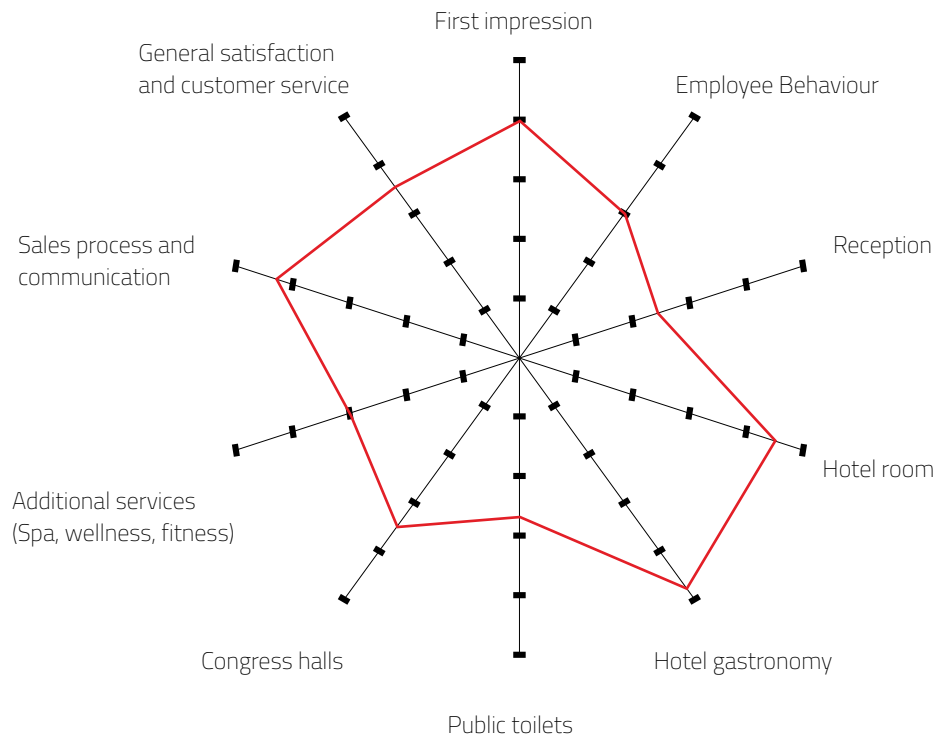 First impression
General satisfaction
and customer service
Employee Behaviour
Sales process and
communication
Reception
Hotel room
Additional services
(Spa, wellness, fitness)
Congress halls
Hotel gastronomy
Public toilets